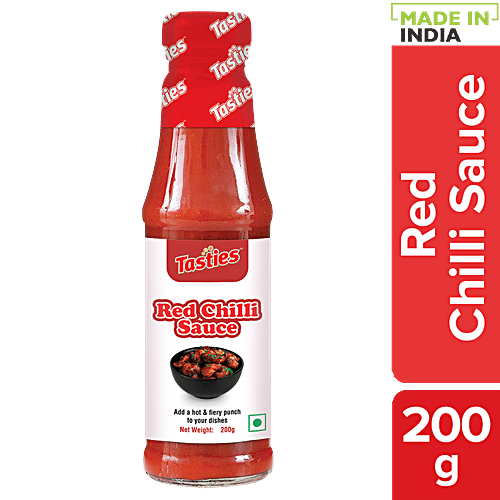 MADE IN
INDIA
Tasties
Tasties
Tasties
Tasties
Tasties
Red Chilli
Sauce
Add a hot & fiery punch
to your dishes
Net Weight: 200g
Red
Chilli Sauce
200
g